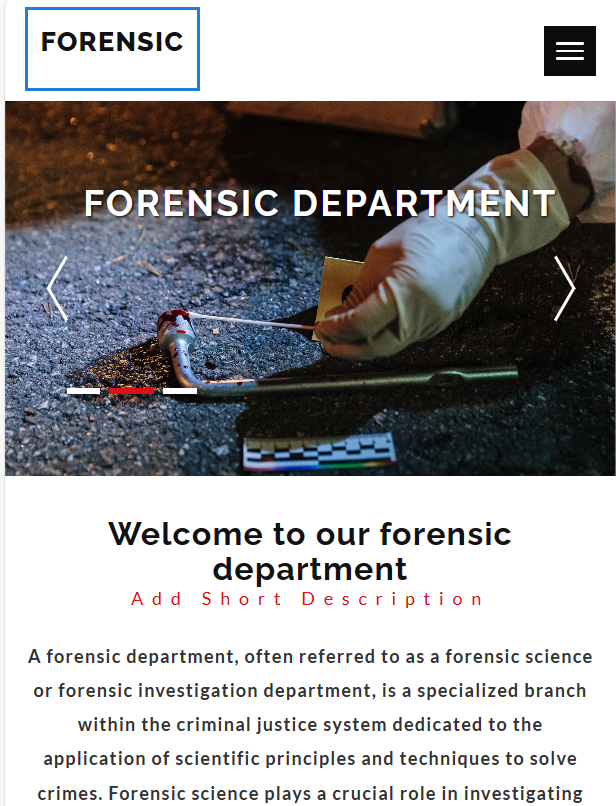 FORENSIC
FORENSIC DEPARTMENT
Welcome to our forensic
department
Add Short Description
A forensic department, often referred to as a forensic science
or forensic investigation department, is a specialized branch
within the criminal justice system dedicated to the
application of scientific principles and techniques to solve
crimes. Forensic science plays a crucial role in investigating